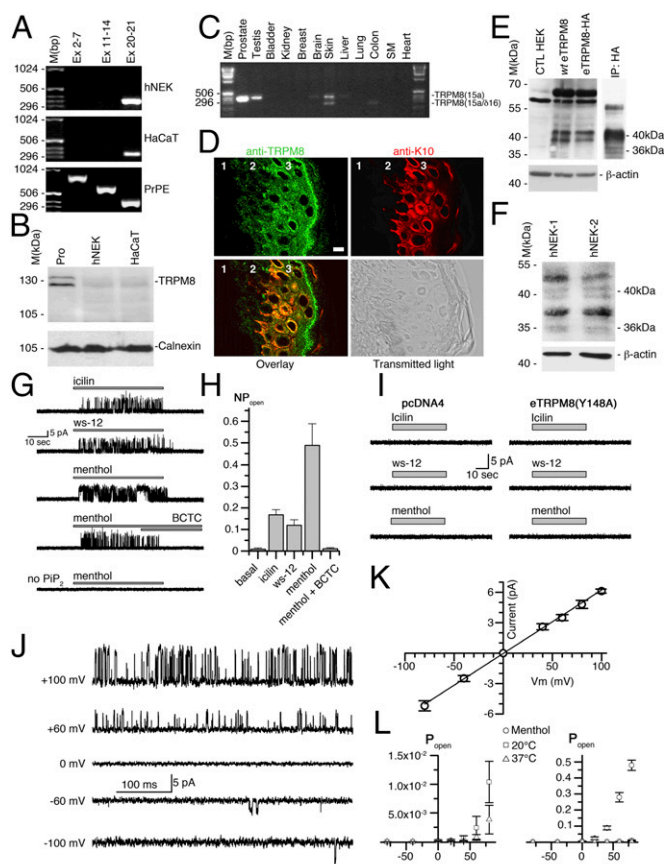 A
M(bp)
Ex 2-7
Ex 11-14
Ex 20-21
1024
506
296
hNEK
1024
506
296
HaCaT
1024
506
296
PrPE
B
M(kDa)
Pro
hNEK
HaCaT
130
TRPM8
105
105
Calnexin
C
M(bp)
Prostate
Testis
Bladder
Kidney
Breast
Brain
Skin
Liver
Lung
Colon
SM
Heart
506
296
TRPM8(15a)
TRPM8(15a/δ16)
D
anti-TRPM8
anti-K10
1 2 3
1 2 3
1 2 3
Overlay
Transmitted light
E
M(kDa)
CTL HEK
wt eTRPM8
eTRPM8-HA
IP: HA
70
55
40
35
40kDa
36kDa
40
β-actin
F
M(kDa)
hNEK-1
hNEK-2
55
40
35
40kDa
36kDa
40
β-actin
G
icilin
5 pA
10 sec
ws-12
menthol
menthol
BCTC
no PiP2
menthol
H
NPopen
0.6
0.5
0.4
0.3
0.2
0.1
0
basal
icilin
ws-12
menthol
menthol + BCTC
I
pcDNA4
eTRPM8(Y148A)
Icilin
Icilin
ws-12
5 pA
10 sec
ws-12
menthol
menthol
J
+100 mV
+60 mV
0 mV
100 ms
5 pA
-60 mV
-100 mV
K
Current (pA)
6
3
-100 -50 0 50 100
Vm (mV)
-3
-6
L
Popen
1.5x10-2
1.0x10-2
5.0x10-3
0.0
-50 0 50
Menthol
20°C
37°C
Popen
0.5
0.4
0.3
0.2
0.1
0
-50 0 50
Vm (mV)